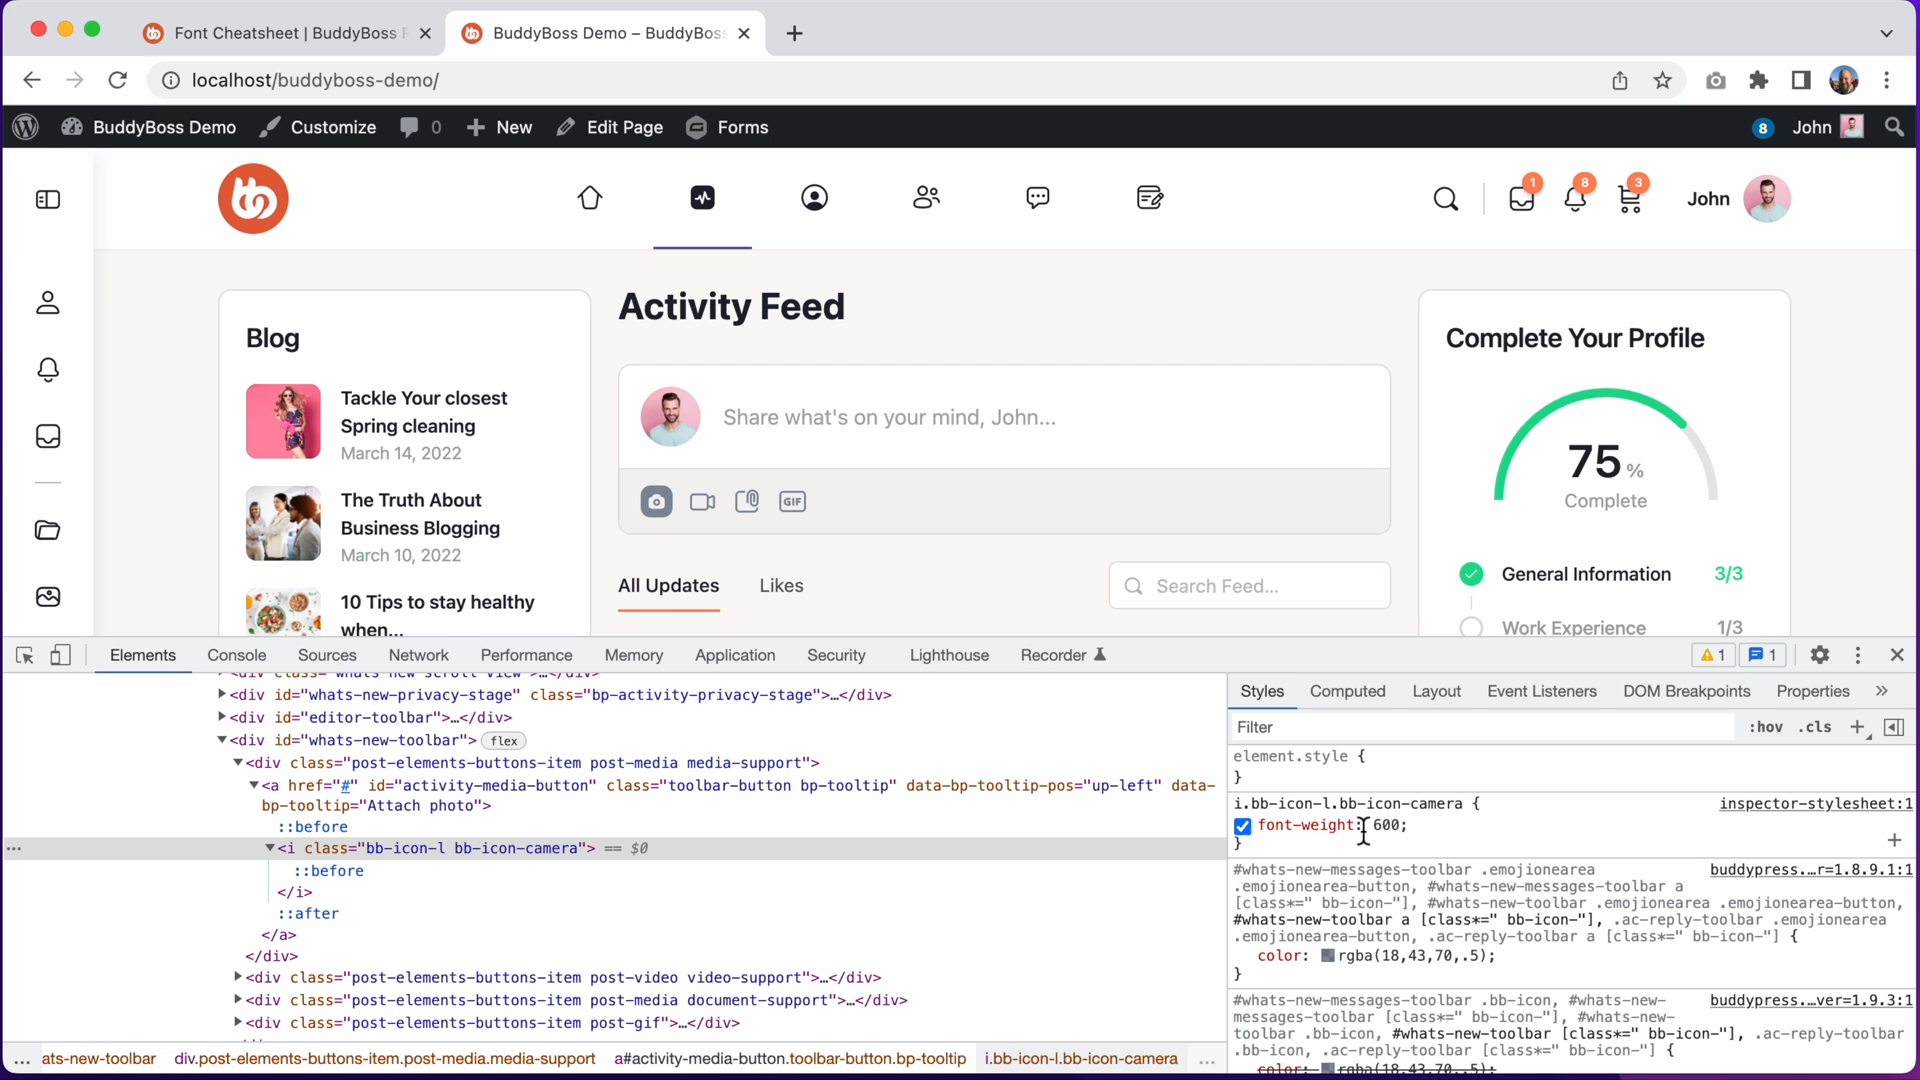 Font Cheatsheet | BuddyBoss
BuddyBoss Demo – BuddyBoss
localhost/buddyboss-demo/
BuddyBoss Demo
Customize
0
New
Edit Page
Forms
8
John
1
8
3
John
Blog
Tackle Your closest
Spring cleaning
March 14, 2022
The Truth About
Business Blogging
March 10, 2022
10 Tips to stay healthy
when...
Activity Feed
Share what's on your mind, John...
GIF
All Updates
Likes
Search Feed...
Complete Your Profile
75 %
Complete
General Information 3/3
Work Experience 1/3
Elements Console Sources Network Performance Memory Application Security Lighthouse Recorder
1
1
<div id="whats-new-privacy-stage" class="bp-activity-privacy-stage">…</div>
<div id="editor-toolbar">…</div>
<div id="whats-new-toolbar"> flex
<div class="post-elements-buttons-item post-media media-support">
<a href="#" id="activity-media-button" class="toolbar-button bp-tooltip" data-bp-tooltip-pos="up-left" data-
bp-tooltip="Attach photo">
::before
… <i class="bb-icon-l bb-icon-camera"> == $0
::before
</i>
::after
</a>
</div>
<div class="post-elements-buttons-item post-video video-support">…</div>
<div class="post-elements-buttons-item post-media document-support">…</div>
<div class="post-elements-buttons-item post-gif">…</div>
… ats-new-toolbar div.post-elements-buttons-item.post-media.media-support a#activity-media-button.toolbar-button.bp-tooltip i.bb-icon-l.bb-icon-camera …
Styles Computed Layout Event Listeners DOM Breakpoints Properties »
Filter :hov .cls +
element.style {
}
i.bb-icon-l.bb-icon-camera { inspector-stylesheet:1
font-weight: 600;
}
#whats-new-messages-toolbar .emojionearea buddypress.…r=1.8.9.1:1
.emojionearea-button, #whats-new-messages-toolbar a
[class*=" bb-icon-"], #whats-new-toolbar .emojionearea .emojionearea-button,
#whats-new-toolbar a [class*=" bb-icon-"], .ac-reply-toolbar .emojionearea
.emojionearea-button, .ac-reply-toolbar a [class*=" bb-icon-"] {
color: rgba(18,43,70,.5);
}
#whats-new-messages-toolbar .bb-icon, #whats-new- buddypress.…ver=1.9.3:1
messages-toolbar [class*=" bb-icon-"], #whats-new-
toolbar .bb-icon, #whats-new-toolbar [class*=" bb-icon-"], .ac-reply-toolbar
.bb-icon, .ac-reply-toolbar [class*=" bb-icon-"] {
color: rgba(18,43,70,.5);